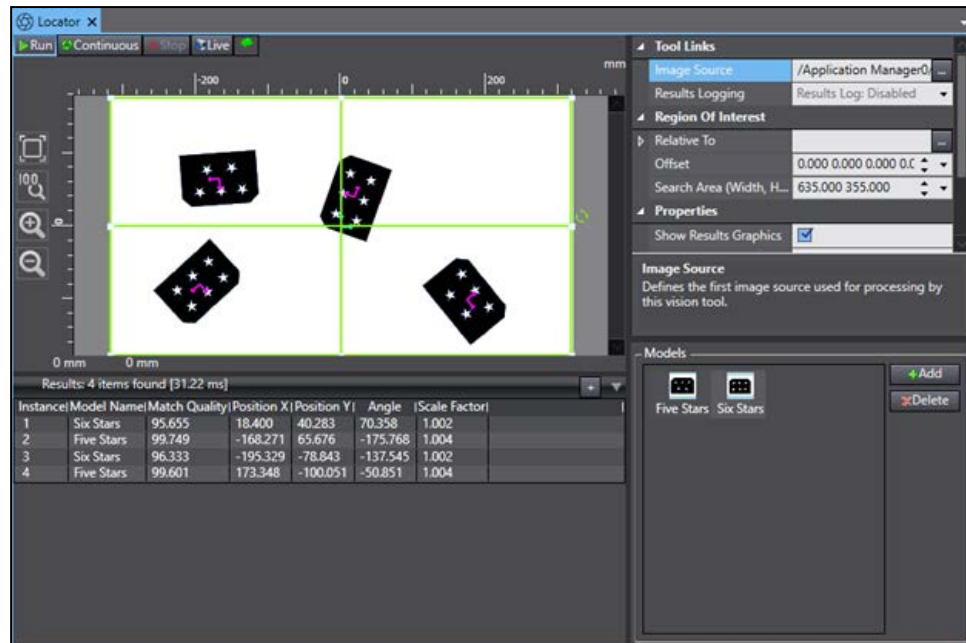 Locator X
Run Continuous Stop Live
mm
-200 0 200
100
0
0 mm 0 mm
Results: 4 items found [31.22 ms]
Instance Model Name Match Quality Position X Position Y Angle Scale Factor
1 Six Stars 95.655 18.400 40.283 70.358 1.002
2 Five Stars 99.749 -168.271 65.676 -175.768 1.004
3 Six Stars 96.333 -195.329 -78.843 -137.545 1.002
4 Five Stars 99.601 173.348 -100.051 -50.851 1.004
Tool Links
Image Source /Application Manager0/ ...
Results Logging Results Log: Disabled
Region Of Interest
Relative To ...
Offset 0.000 0.000 0.000 0.(
Search Area (Width, H... 635.000 355.000
Properties
Show Results Graphics
Image Source
Defines the first image source used for processing by
this vision tool.
Models
Five Stars Six Stars
+Add
Delete